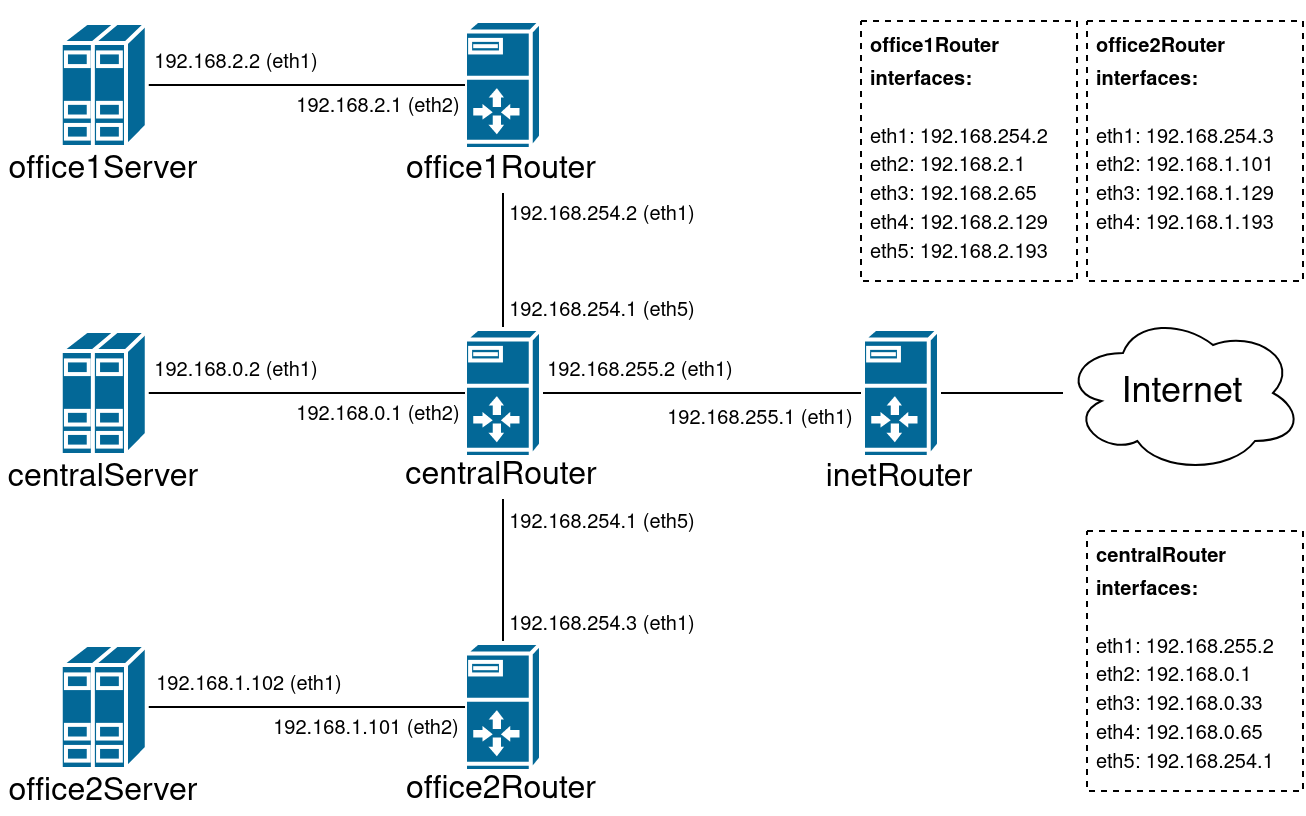 192.168.2.2 (eth1)
192.168.2.1 (eth2)
office1Server
office1Router
office1Router
interfaces:
eth1: 192.168.254.2
eth2: 192.168.2.1
eth3: 192.168.2.65
eth4: 192.168.2.129
eth5: 192.168.2.193
office2Router
interfaces:
eth1: 192.168.254.3
eth2: 192.168.1.101
eth3: 192.168.1.129
eth4: 192.168.1.193
192.168.254.2 (eth1)
192.168.254.1 (eth5)
192.168.0.2 (eth1)
192.168.0.1 (eth2)
192.168.255.2 (eth1)
192.168.255.1 (eth1)
Internet
centralServer
centralRouter
inetRouter
192.168.254.1 (eth5)
192.168.254.3 (eth1)
centralRouter
interfaces:
eth1: 192.168.255.2
eth2: 192.168.0.1
eth3: 192.168.0.33
eth4: 192.168.0.65
eth5: 192.168.254.1
192.168.1.102 (eth1)
192.168.1.101 (eth2)
office2Server
office2Router